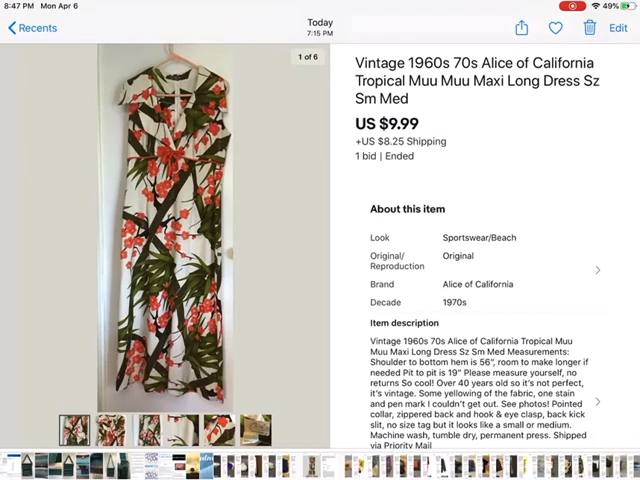 8:47 PM Mon Apr 6
49%
Recents
Today
7:15 PM
Edit
1 of 6
Vintage 1960s 70s Alice of California
Tropical Muu Muu Maxi Long Dress Sz
Sm Med
US $9.99
+US $8.25 Shipping
1 bid | Ended
About this item
Look Sportswear/Beach
Original/ Original
Reproduction
Brand Alice of California
Decade 1970s
Item description
Vintage 1960s 70s Alice of California Tropical Muu
Muu Maxi Long Dress Sz Sm Med Measurements:
Shoulder to bottom hem is 56”, room to make longer if
needed Pit to pit is 19" Please measure yourself, no
returns So cool! Over 40 years old so it’s not perfect,
it’s vintage. Some yellowing of the fabric, one stain
and pen mark I couldn’t get out. See photos! Pointed
collar, zippered back and hook & eye clasp, back kick
slit, no size tag but it looks like a small or medium.
Machine wash, tumble dry, permanent press. Shipped
via Priority Mail